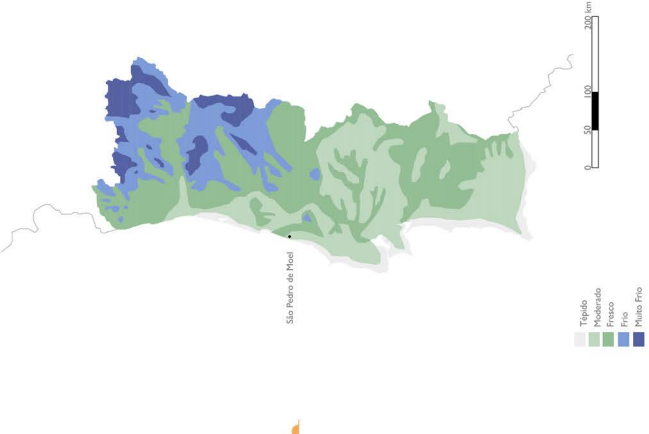 São Pedro de Moel
0
50
100
200 km
Tépido
Moderado
Fresco
Frio
Muito Frio